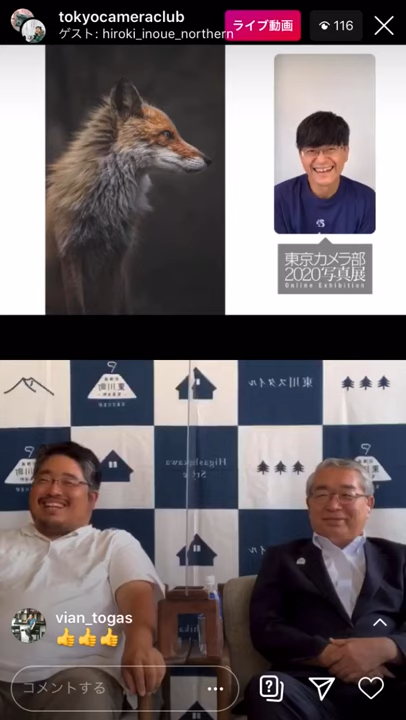 tokyocameraclub
ゲスト: hiroki_inoue_northern
ライブ動画
116
東京カメラ部
2020写真展
Online Exhibition
東川スタイル
Higashikawa
Style
vian_togas
👍👍👍
コメントする